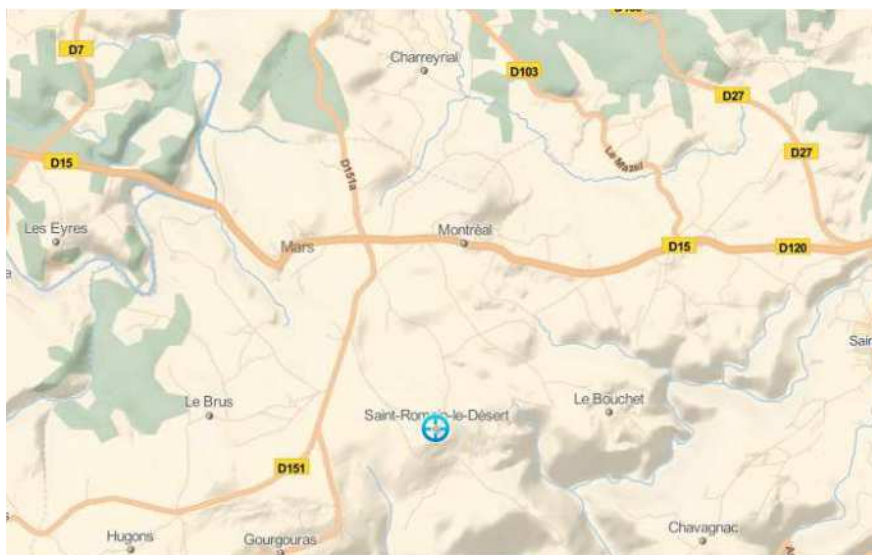 D7
Charreyrial
D103
D27
D15
D151a
Le Mazel
D27
Les Eyres
Mars
Montréal
D15
D120
Le Brus
Saint-Romain-le-Désert
Le Bouchet
D151
Hugons
Gourgouras
Chavagnac